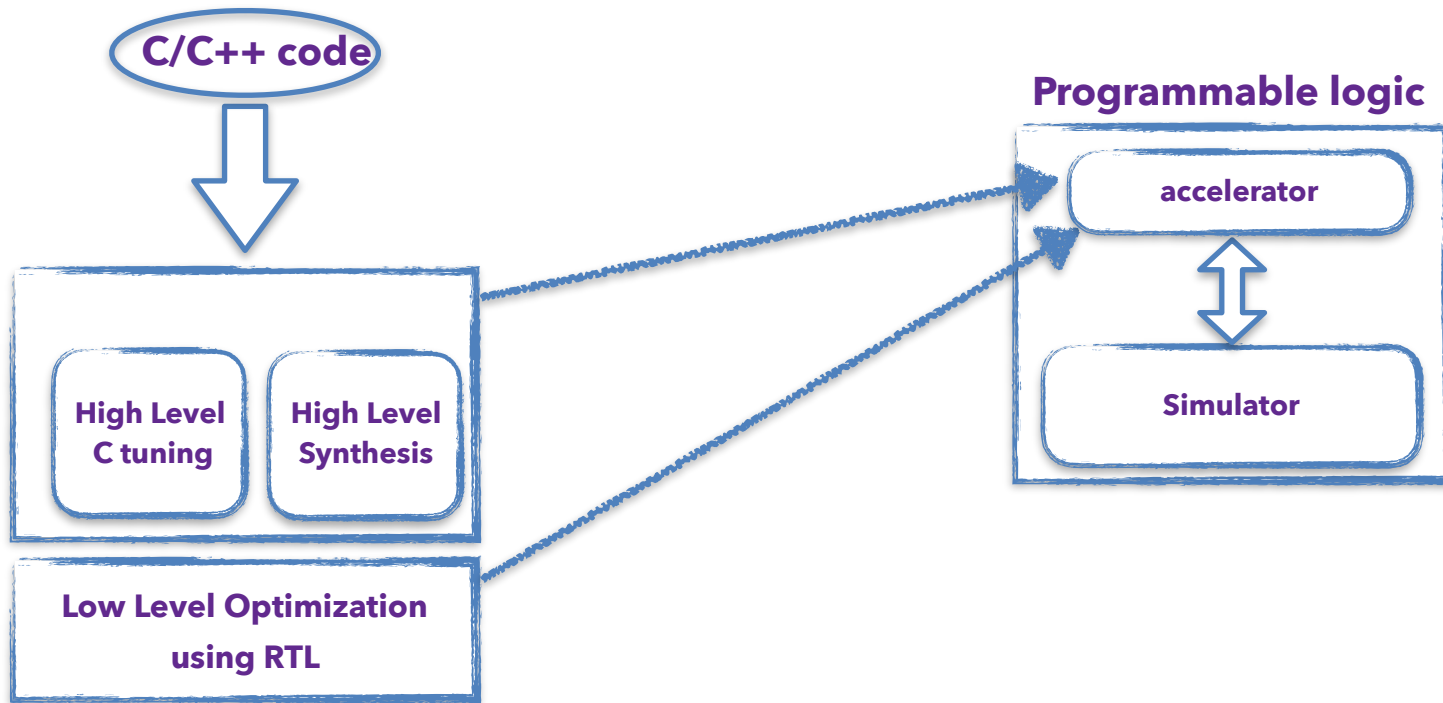 C/C++ code
Programmable logic
accelerator
High Level
C tuning
High Level
Synthesis
Simulator
Low Level Optimization
using RTL